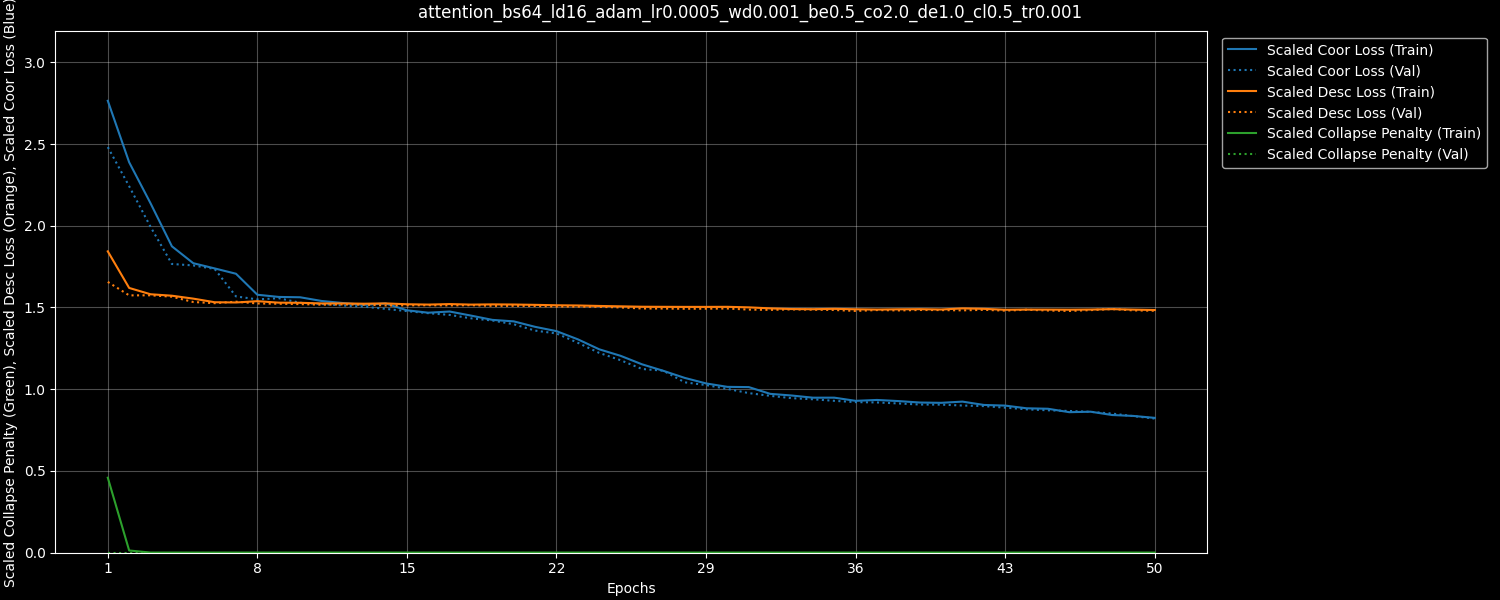 attention_bs64_ld16_adam_lr0.0005_wd0.001_be0.5_co2.0_de1.0_cl0.5_tr0.001
Scaled Collapse Penalty (Green), Scaled Desc Loss (Orange), Scaled Coor Loss (Blue)
3.0
2.5
2.0
1.5
1.0
0.5
0.0
1 8 15 22 29 36 43 50
Epochs
Scaled Coor Loss (Train)
Scaled Coor Loss (Val)
Scaled Desc Loss (Train)
Scaled Desc Loss (Val)
Scaled Collapse Penalty (Train)
Scaled Collapse Penalty (Val)